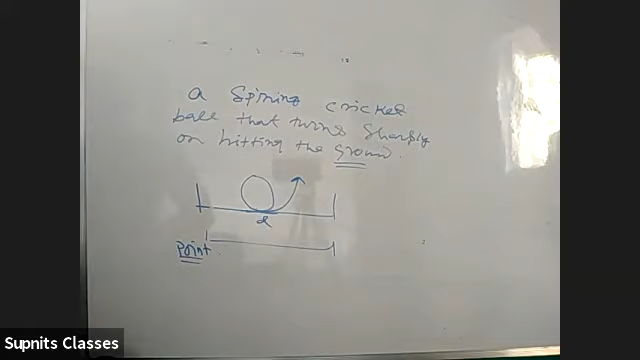 a Spining cricket
ball that turns sharply
on hitting the ground.
d
point.
Supnits Classes